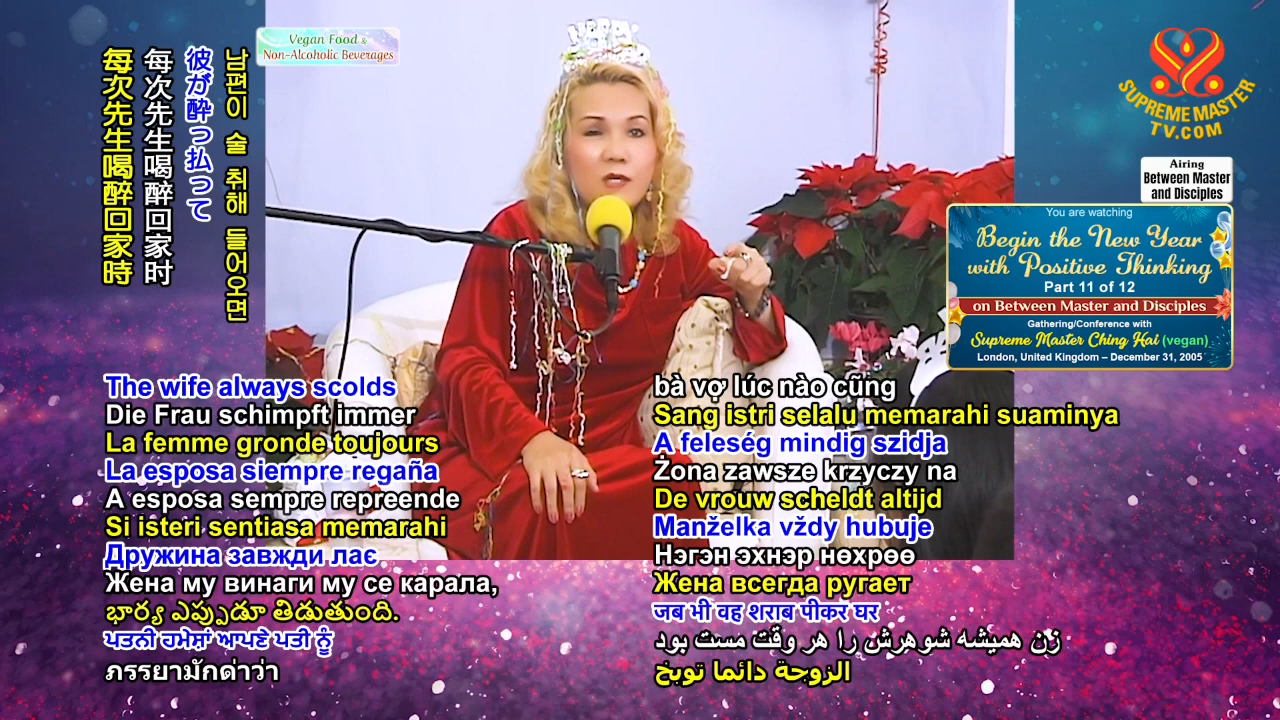 남편이 술 취해 들어오면
彼が酔っ払って
每次先生喝醉回家时
每次先生喝醉回家時
Vegan Food &
Non-Alcoholic Beverages
SUPREME MASTER
TV.COM
Airing
Between Master
and Disciples
You are watching
Begin the New Year
with Positive Thinking
Part 11 of 12
on Between Master and Disciples
Gathering/Conference with
Supreme Master Ching Hai (vegan)
London, United Kingdom – December 31, 2005
The wife always scolds
Die Frau schimpft immer
La femme gronde toujours
La esposa siempre regaña
A esposa sempre repreende
Si isteri sentiasa memarahi
Дружина завжди лає
Жена му винаги му се карала,
భార్య ఎప్పుడూ తిడుతుంది.
ਪਤਨੀ ਹਮੇਸ਼ਾਂ ਆਪਣੇ ਪਤੀ ਨੂੰ
ภรรยามักด่าว่า
bà vợ lúc nào cũng
Sang istri selalu memarahi suaminya
A feleség mindig szidja
Żona zawsze krzyczy na
De vrouw scheldt altijd
Manželka vždy hubuje
Нэгэн эхнэр нөхрөө
Жена всегда ругает
जब भी वह शराब पीकर घर
زن همیشه شوهرش را هر وقت مست بود
الزوجة دائما توبخ